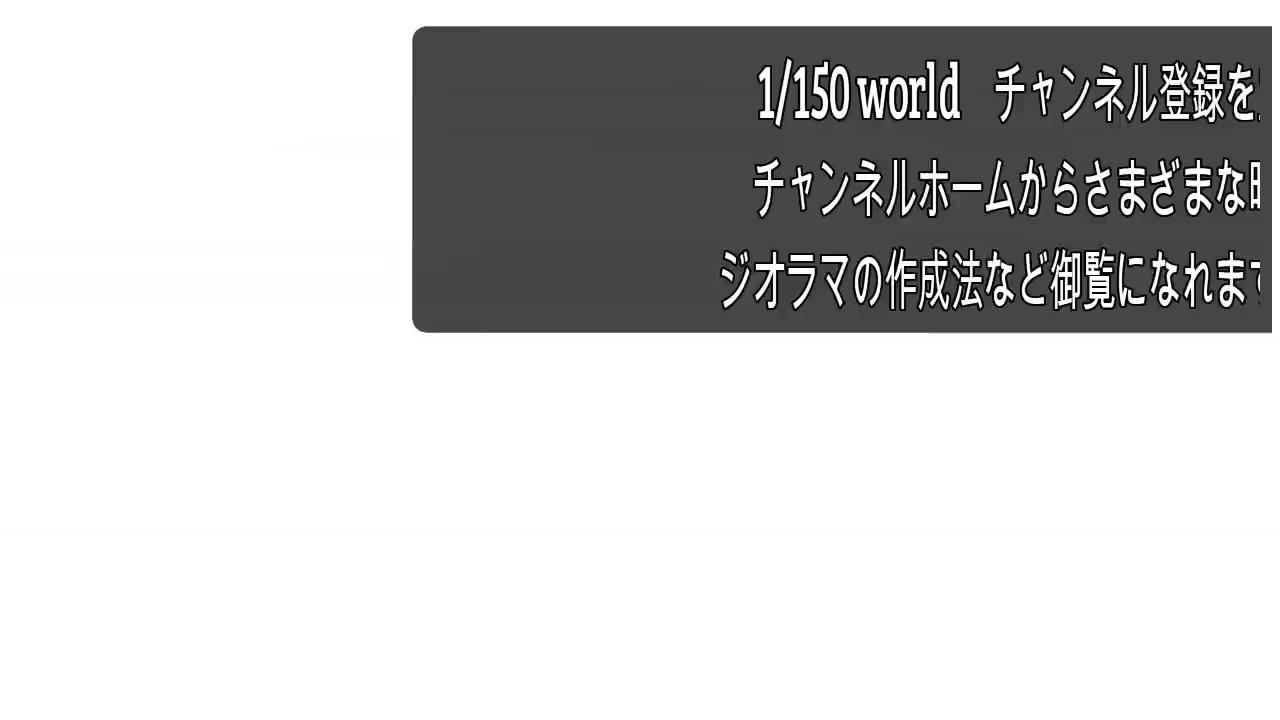 1/150 world　チャンネル登録を
チャンネルホームからさまざまな
ジオラマの作成法など御覧になれます